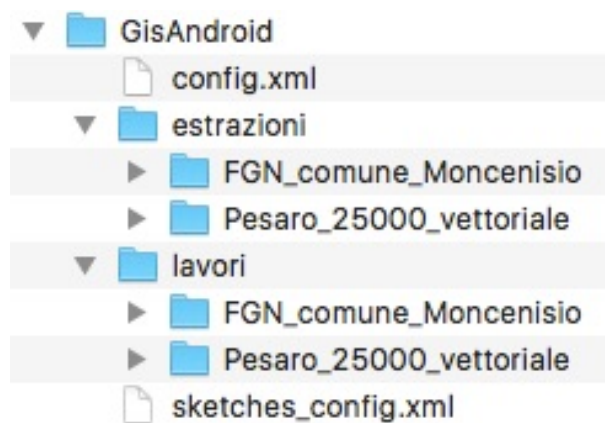 GisAndroid
config.xml
estrazioni
FGN_comune_Moncenisio
Pesaro_25000_vettoriale
lavori
FGN_comune_Moncenisio
Pesaro_25000_vettoriale
sketches_config.xml